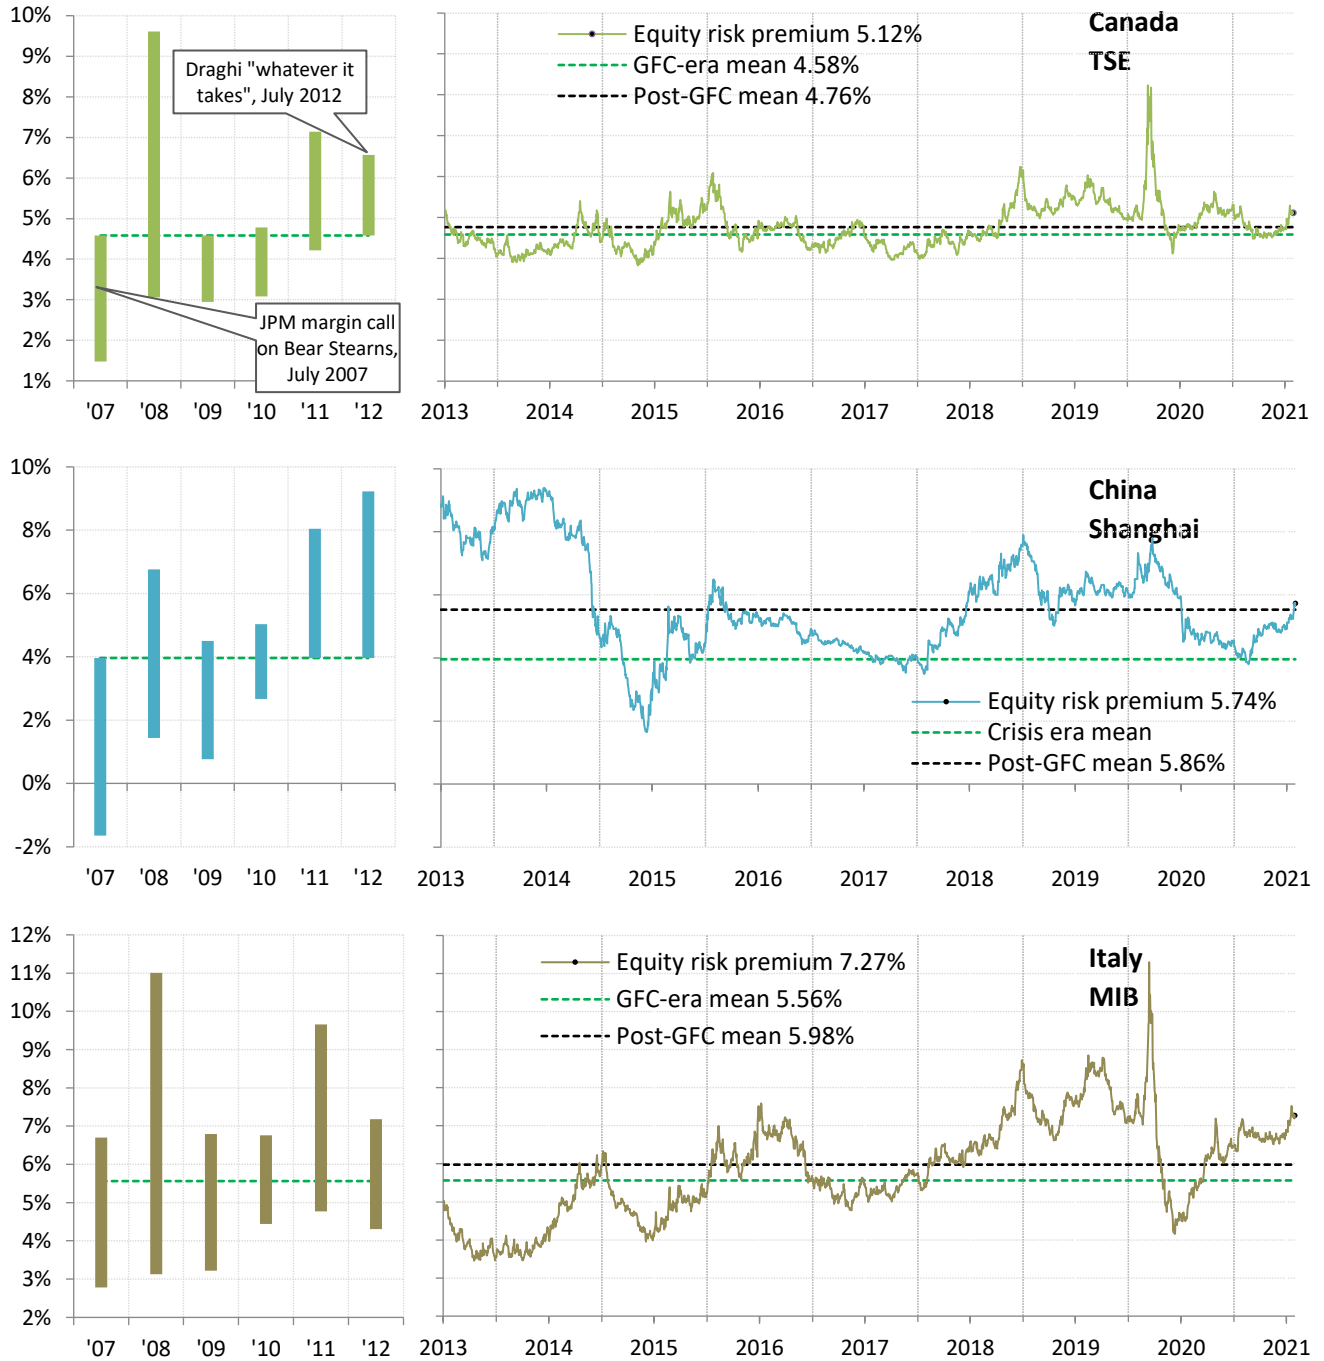 10%
9%
8%
7%
6%
5%
4%
3%
2%
1%
'07 '08 '09 '10 '11 '12
Draghi "whatever it
takes", July 2012
JPM margin call
on Bear Stearns,
July 2007
Equity risk premium 5.12%
GFC-era mean 4.58%
Post-GFC mean 4.76%
Canada
TSE
2013 2014 2015 2016 2017 2018 2019 2020 2021
10%
8%
6%
4%
2%
0%
-2%
'07 '08 '09 '10 '11 '12
China
Shanghai
Equity risk premium 5.74%
Crisis era mean
Post-GFC mean 5.86%
2013 2014 2015 2016 2017 2018 2019 2020 2021
12%
11%
10%
9%
8%
7%
6%
5%
4%
3%
2%
'07 '08 '09 '10 '11 '12
Equity risk premium 7.27%
GFC-era mean 5.56%
Post-GFC mean 5.98%
Italy
MIB
2013 2014 2015 2016 2017 2018 2019 2020 2021